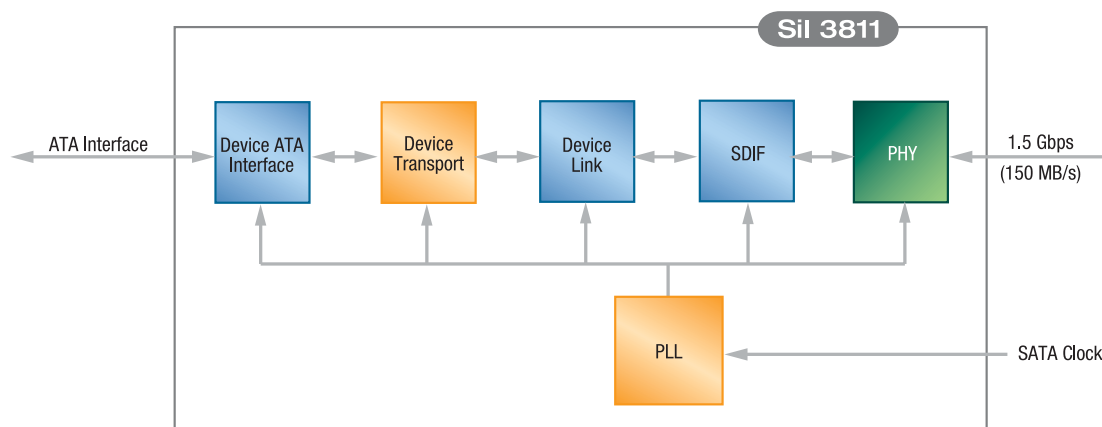 SiI 3811
ATA Interface
Device ATA
Interface
Device
Transport
Device
Link
SDIF
PHY
1.5 Gbps
(150 MB/s)
PLL
SATA Clock